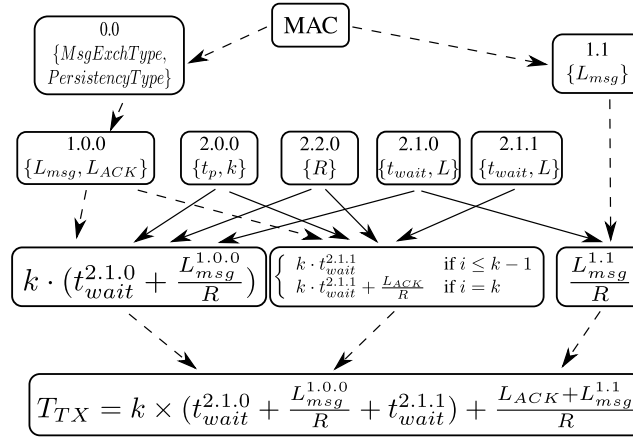 0.0
{MsgExchType,
PersistencyType}
MAC
1.1
{L_msg}
1.0.0
{L_msg, L_ACK}
2.0.0
{t_p, k}
2.2.0
{R}
2.1.0
{t_wait, L}
2.1.1
{t_wait, L}
k · (t_wait^2.1.0 + L_msg^1.0.0 / R)
{ k · t_wait^2.1.1 if i ≤ k − 1
k · t_wait^2.1.1 + L_ACK / R if i = k
L_msg^1.1 / R
T_TX = k × (t_wait^2.1.0 + L_msg^1.0.0 / R + t_wait^2.1.1) + (L_ACK + L_msg^1.1) / R